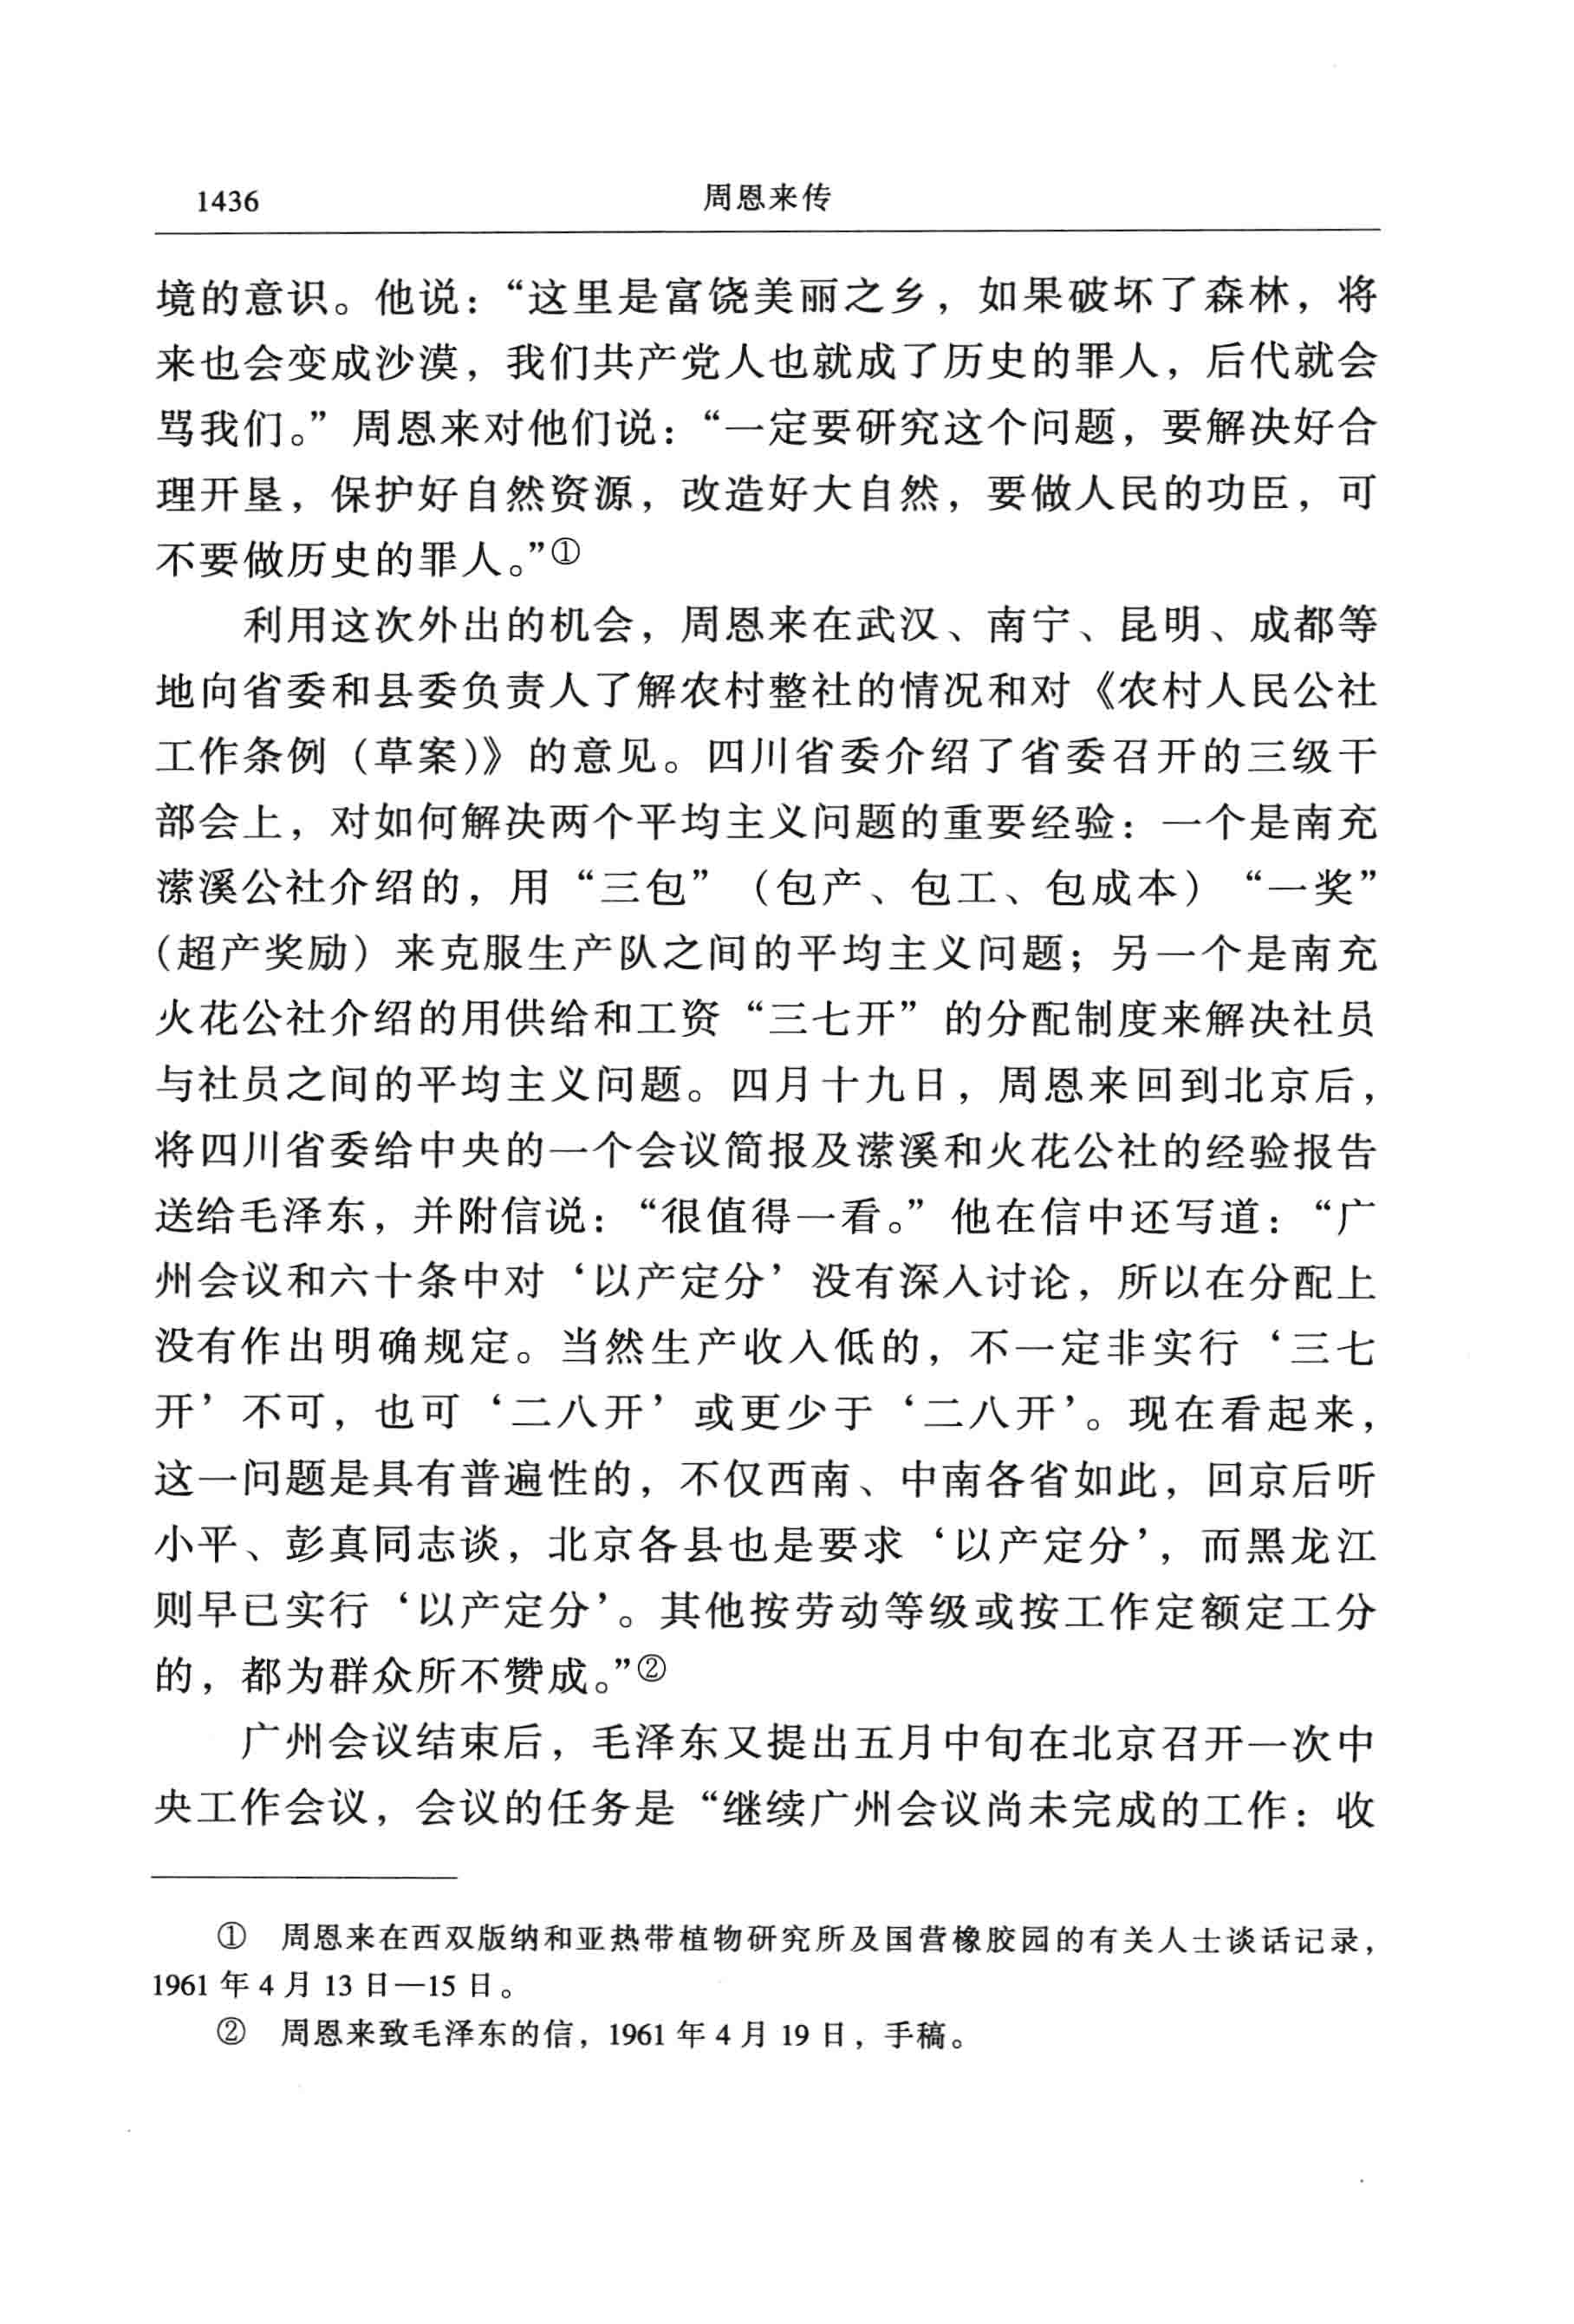 1436 周恩来传
境的意识。他说：“这里是富饶美丽之乡，如果破坏了森林，将
来也会变成沙漠，我们共产党人也就成了历史的罪人，后代就会
骂我们。”周恩来对他们说：“一定要研究这个问题，要解决好合
理开垦，保护好自然资源，改造好大自然，要做人民的功臣，可
不要做历史的罪人。”①
利用这次外出的机会，周恩来在武汉、南宁、昆明、成都等
地向省委和县委负责人了解农村整社的情况和对《农村人民公社
工作条例（草案）》的意见。四川省委介绍了省委召开的三级干
部会上，对如何解决两个平均主义问题的重要经验：一个是南充
潆溪公社介绍的，用“三包”（包产、包工、包成本）“一奖”
（超产奖励）来克服生产队之间的平均主义问题；另一个是南充
火花公社介绍的用供给和工资“三七开”的分配制度来解决社员
与社员之间的平均主义问题。四月十九日，周恩来回到北京后，
将四川省委给中央的一个会议简报及潆溪和火花公社的经验报告
送给毛泽东，并附信说：“很值得一看。”他在信中还写道：“广
州会议和六十条中对‘以产定分’没有深入讨论，所以在分配上
没有作出明确规定。当然生产收入低的，不一定非实行‘三七
开’不可，也可‘二八开’或更少于‘二八开’。现在看起来，
这一问题是具有普遍性的，不仅西南、中南各省如此，回京后听
小平、彭真同志谈，北京各县也是要求‘以产定分’，而黑龙江
则早已实行‘以产定分’。其他按劳动等级或按工作定额定工分
的，都为群众所不赞成。”②
广州会议结束后，毛泽东又提出五月中旬在北京召开一次中
央工作会议，会议的任务是“继续广州会议尚未完成的工作：收
① 周恩来在西双版纳和亚热带植物研究所及国营橡胶园的有关人士谈话记录，
1961 年 4 月 13 日—15 日。
② 周恩来致毛泽东的信，1961 年 4 月 19 日，手稿。